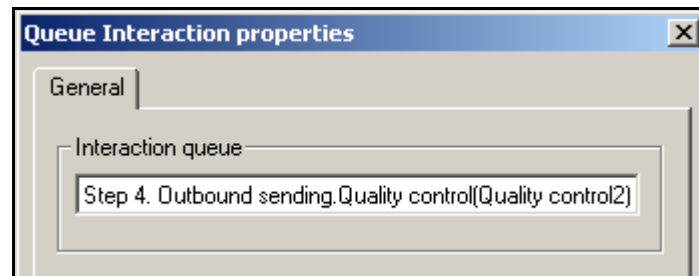 Queue Interaction properties
General
Interaction queue
Step 4. Outbound sending.Quality control(Quality control2)